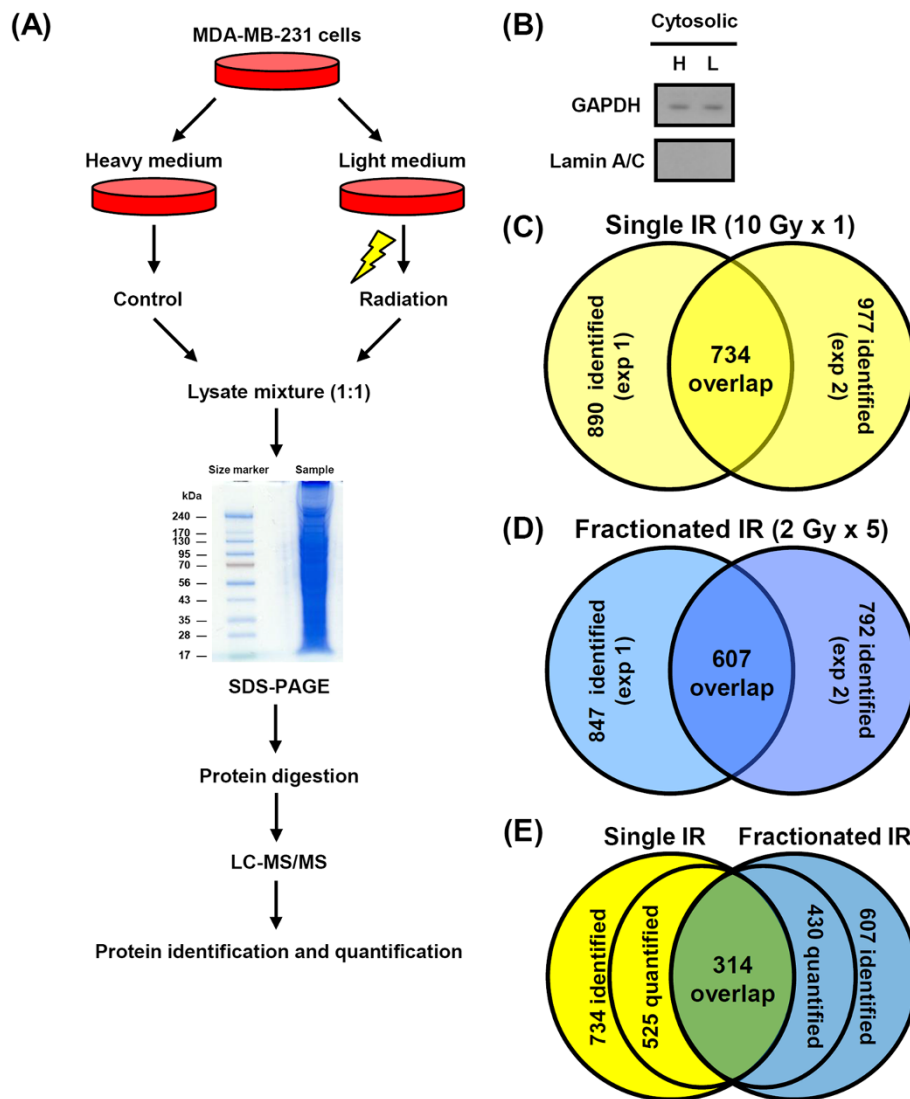 (A)
MDA-MB-231 cells
Heavy medium
Light medium
Control
Radiation
Lysate mixture (1:1)
Size marker
Sample
kDa
240
170
130
95
70
56
43
35
28
17
SDS-PAGE
Protein digestion
LC-MS/MS
Protein identification and quantification
(B)
Cytosolic
H L
GAPDH
Lamin A/C
(C)
Single IR (10 Gy x 1)
890 identified
(exp 1)
734
overlap
977 identified
(exp 2)
(D)
Fractionated IR (2 Gy x 5)
847 identified
(exp 1)
607
overlap
792 identified
(exp 2)
(E)
Single IR
Fractionated IR
734 identified
525 quantified
314
overlap
430 quantified
607 identified